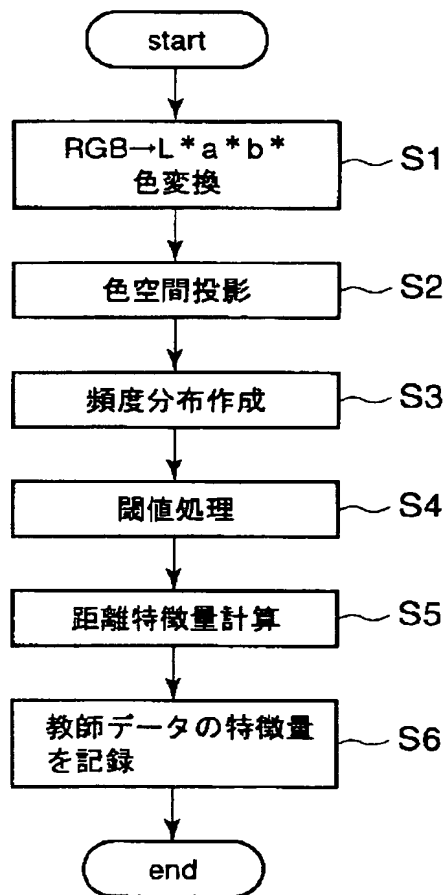 start
RGB→L*a*b*
色変換
S1
色空間投影
S2
頻度分布作成
S3
閾値処理
S4
距離特徴量計算
S5
教師データの特徴量
を記録
S6
end